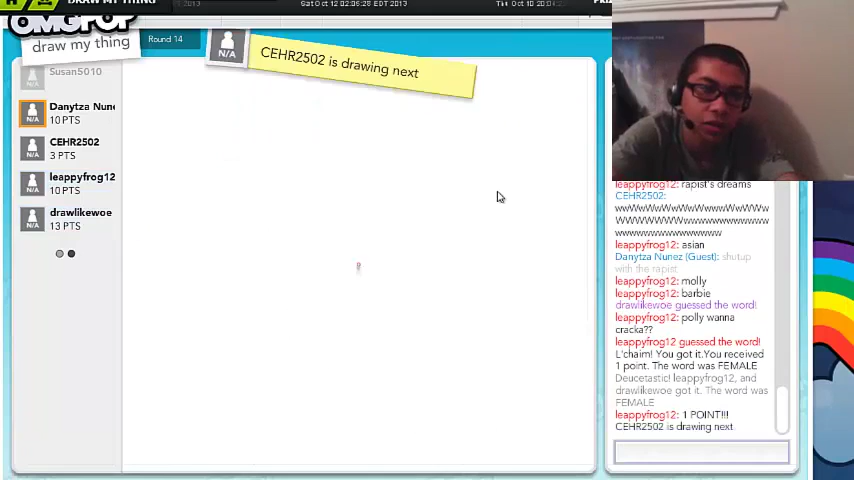 DRAW MY THING
Sat Oct 12 02:06:28 EDT 2013
OMGPOP
draw my thing
Round 14
N/A
CEHR2502 is drawing next
Susan5010
N/A
Danytza Nune
10 PTS
N/A
CEHR2502
3 PTS
N/A
leappyfrog12
10 PTS
N/A
drawlikewoe
13 PTS
N/A
leappyfrog12: rapist's dreams
CEHR2502:
leappyfrog12: asian
Danytza Nunez (Guest): shutup
with the rapist
leappyfrog12: molly
leappyfrog12: barbie
drawlikewoe guessed the word!
leappyfrog12: polly wanna
cracka??
leappyfrog12 guessed the word!
L'chaim! You got it.You received
1 point. The word was FEMALE
Deucetastic! leappyfrog12, and
drawlikewoe got it. The word was
FEMALE
leappyfrog12: 1 POINT!!!
CEHR2502 is drawing next